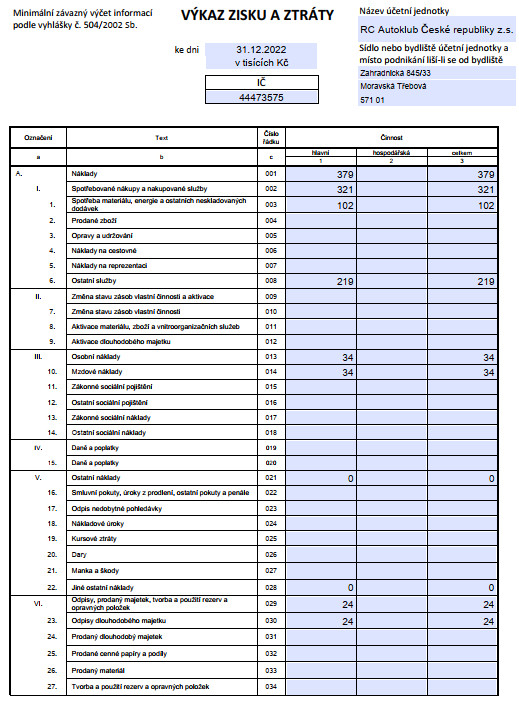 Minimální závazný výčet informací
podle vyhlášky č. 504/2002 Sb.
VÝKAZ ZISKU A ZTRÁTY
ke dni 31.12.2022
v tisících Kč
IČ
44473575
Název účetní jednotky
RC Autoklub České republiky z.s.
Sídlo nebo bydliště účetní jednotky a
místo podnikání liší-li se od bydliště
Zahradnická 845/33
Moravská Třebová
571 01
Označení Text Číslo řádku Činnost
hlavní hospodářská celkem
a b c 1 2 3
A. Náklady 001 379 379
I. Spotřebované nákupy a nakupované služby 002 321 321
1. Spotřeba materiálu, energie a ostatních neskladovaných
dodávek 003 102 102
2. Prodané zboží 004
3. Opravy a udržování 005
4. Náklady na cestovné 006
5. Náklady na reprezentaci 007
6. Ostatní služby 008 219 219
II. Změna stavu zásob vlastní činnosti a aktivace 009
7. Změna stavu zásob vlastní činnosti 010
8. Aktivace materiálu, zboží a vnitroorganizačních služeb 011
9. Aktivace dlouhodobého majetku 012
III. Osobní náklady 013 34 34
10. Mzdové náklady 014 34 34
11. Zákonné sociální pojištění 015
12. Ostatní sociální pojištění 016
13. Zákonné sociální náklady 017
14. Ostatní sociální náklady 018
IV. Daně a poplatky 019
15. Daně a poplatky 020
V. Ostatní náklady 021 0 0
16. Smluvní pokuty, úroky z prodlení, ostatní pokuty a penále 022
17. Odpis nedobytné pohledávky 023
18. Nákladové úroky 024
19. Kursové ztráty 025
20. Dary 026
21. Manka a škody 027
22. Jiné ostatní náklady 028 0 0
VI. Odpisy, prodaný majetek, tvorba a použití rezerv a
opravných položek 029 24 24
23. Odpisy dlouhodobého majetku 030 24 24
24. Prodaný dlouhodobý majetek 031
25. Prodané cenné papíry a podíly 032
26. Prodaný materiál 033
27. Tvorba a použití rezerv a opravných položek 034